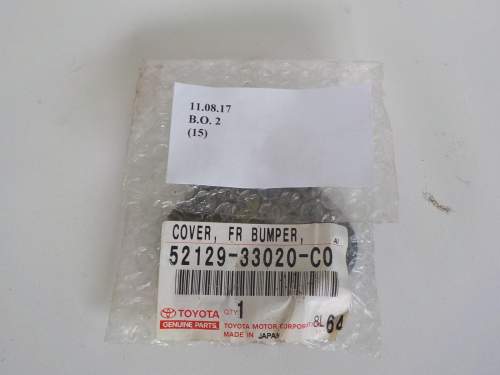 11.08.17
B.O. 2
(15)
COVER, FR BUMPER,
52129-33020-C0
TOYOTA
GENUINE PARTS
QTY. 1
TOYOTA MOTOR CORPORATION
MADE IN JAPAN
8L 64